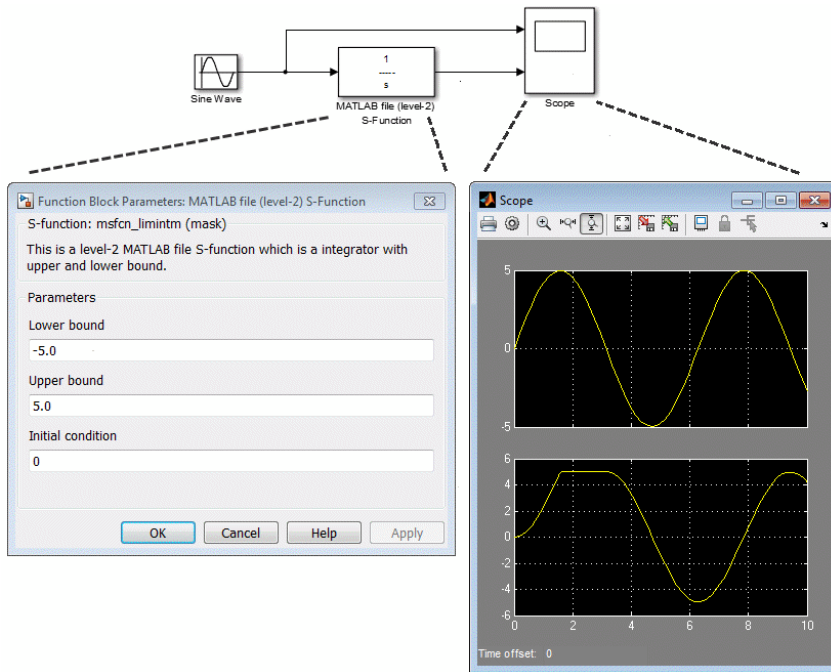 1
-----
s
Sine Wave
MATLAB file (level-2)
S-Function
Scope
Function Block Parameters: MATLAB file (level-2) S-Function
S-function: msfcn_limintm (mask)
This is a level-2 MATLAB file S-function which is a integrator with
upper and lower bound.
Parameters
Lower bound
-5.0
Upper bound
5.0
Initial condition
0
OK
Cancel
Help
Apply
Scope
5
0
-5
6
4
2
0
-2
-4
-6
0
2
4
6
8
10
Time offset: 0